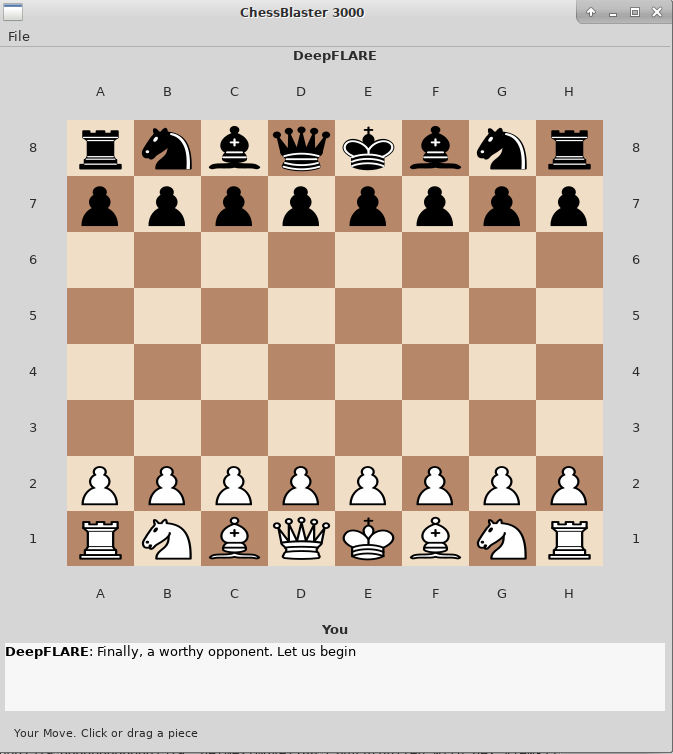 ChessBlaster 3000
File
DeepFLARE
A B C D E F G H
8 8
7 7
6 6
5 5
4 4
3 3
2 2
1 1
A B C D E F G H
You
DeepFLARE: Finally, a worthy opponent. Let us begin
Your Move. Click or drag a piece